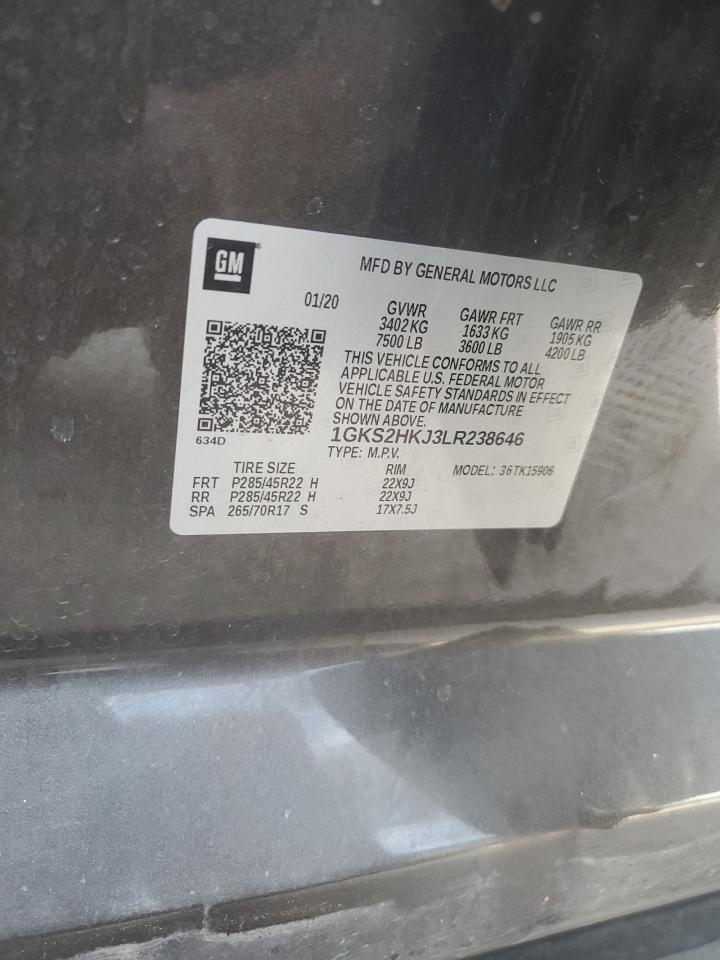 GM
MFD BY GENERAL MOTORS LLC
01/20
GVWR GAWR FRT GAWR RR
3402 KG 1633 KG 1905 KG
7500 LB 3600 LB 4200 LB
THIS VEHICLE CONFORMS TO ALL
APPLICABLE U.S. FEDERAL MOTOR
VEHICLE SAFETY STANDARDS IN EFFECT
ON THE DATE OF MANUFACTURE
SHOWN ABOVE.
634D
1GKS2HKJ3LR238646
TYPE: M.P.V.
TIRE SIZE RIM MODEL: 36TK15906
FRT P285/45R22 H 22X9J
RR P285/45R22 H 22X9J
SPA 265/70R17 S 17X7.5J